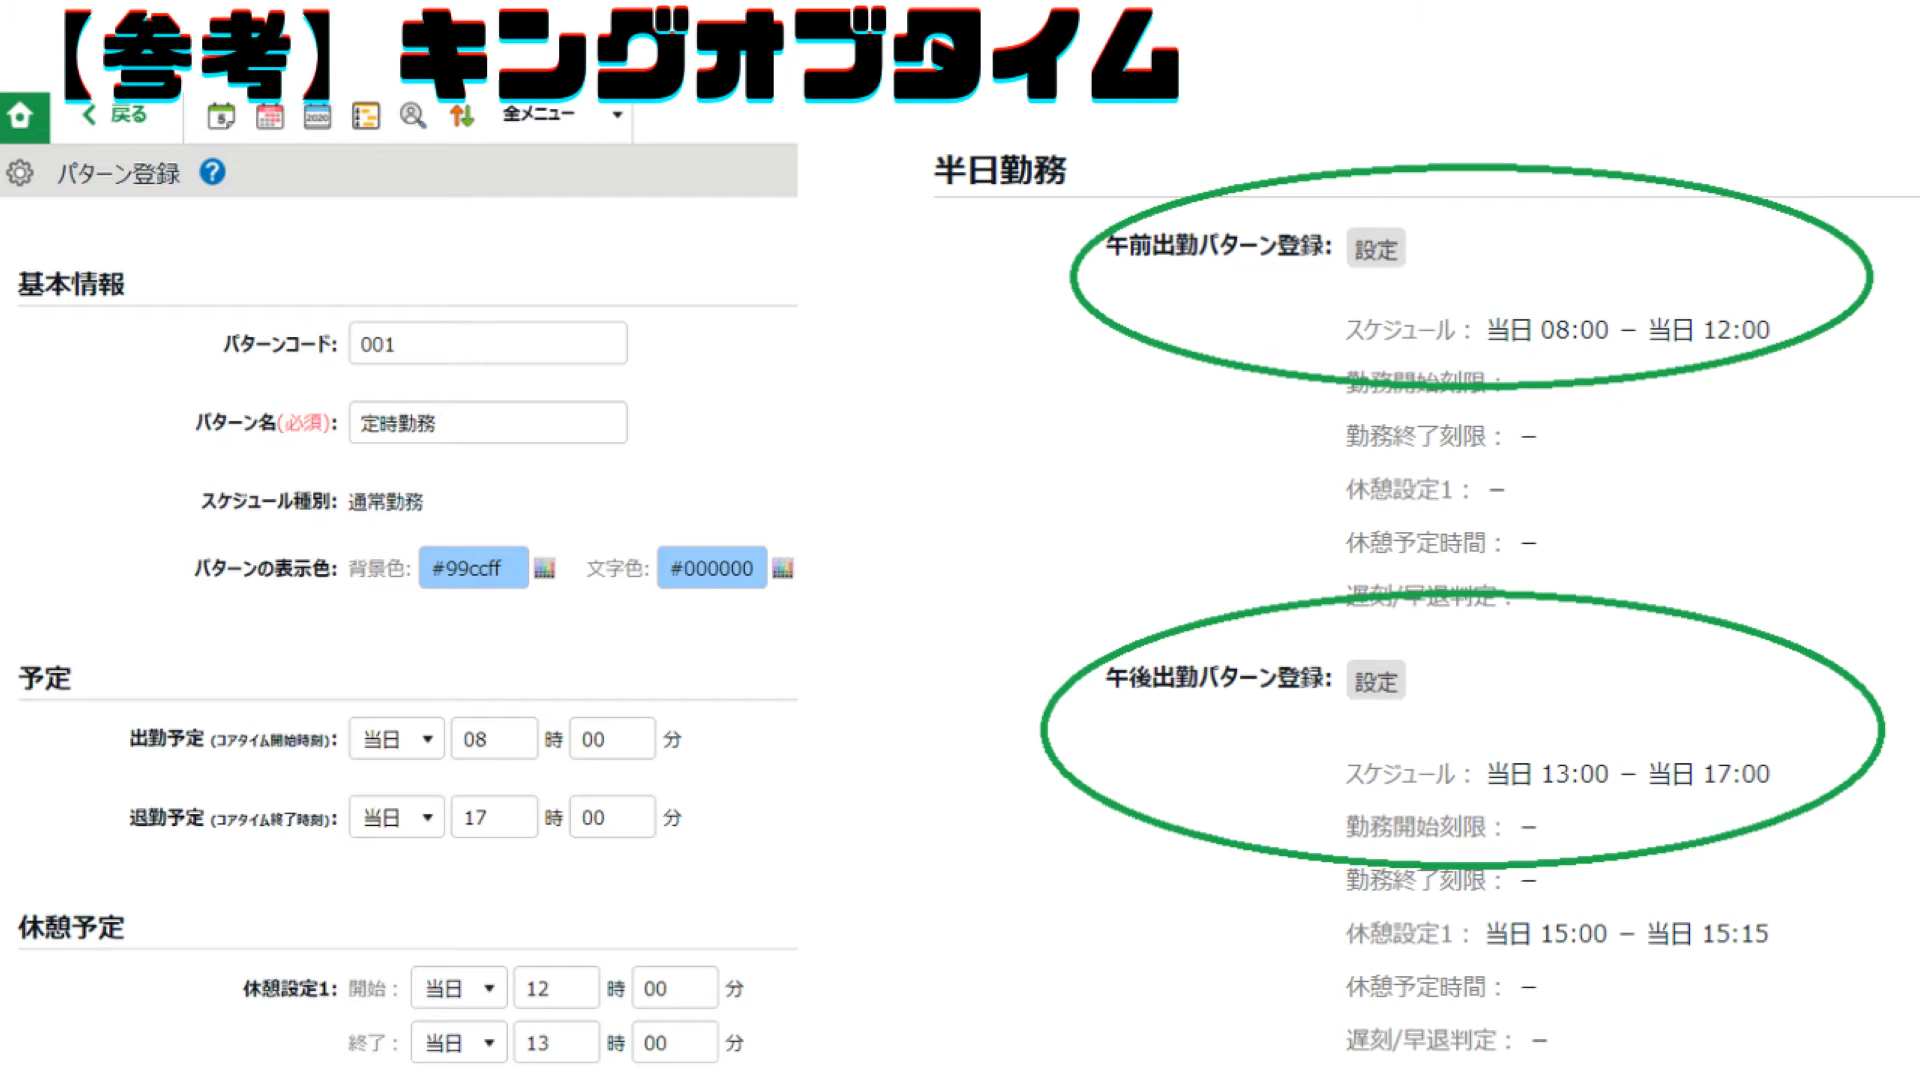 【参考】キングオブタイム
戻る
5
2020
全メニュー
パターン登録 ?
基本情報
パターンコード: 001
パターン名(必須): 定時勤務
スケジュール種別: 通常勤務
パターンの表示色: 背景色: #99ccff 文字色: #000000
予定
出勤予定 (コアタイム開始時刻): 当日 08 時 00 分
退勤予定 (コアタイム終了時刻): 当日 17 時 00 分
休憩予定
休憩設定1: 開始： 当日 12 時 00 分
終了： 当日 13 時 00 分
半日勤務
午前出勤パターン登録: 設定
スケジュール： 当日 08:00 － 当日 12:00
勤務開始刻限：
勤務終了刻限： －
休憩設定1： －
休憩予定時間： －
遅刻/早退判定：
午後出勤パターン登録: 設定
スケジュール： 当日 13:00 － 当日 17:00
勤務開始刻限： －
勤務終了刻限： －
休憩設定1： 当日 15:00 － 当日 15:15
休憩予定時間： －
遅刻/早退判定： －